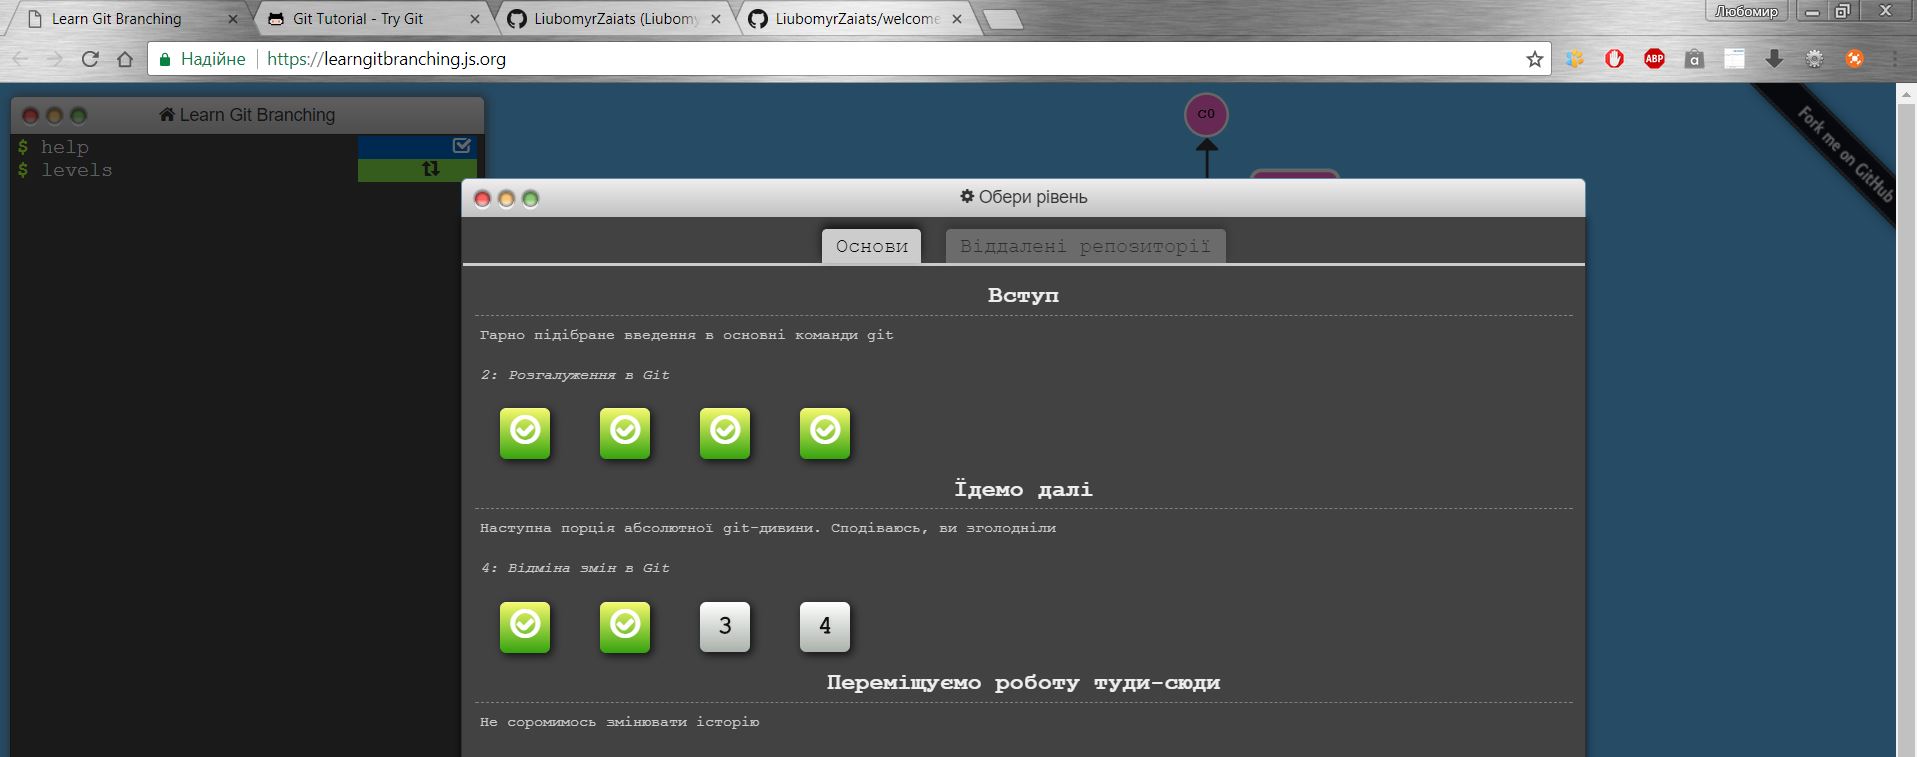 Learn Git Branching
Git Tutorial - Try Git
LiubomyrZaiats (Liubomy
LiubomyrZaiats/welcome
Любомир
Надійне
https://learngitbranching.js.org
ABP
a
Learn Git Branching
$ help
$ levels
C0
Fork me on GitHub
Обери рівень
Основи
Віддалені репозиторії
Вступ
Гарно підібране введення в основні команди git
2: Розгалуження в Git
Їдемо далі
Наступна порція абсолютної git-дивини. Сподіваюсь, ви зголодніли
4: Відміна змін в Git
3
4
Переміщуємо роботу туди-сюди
Не соромимось змінювати історію